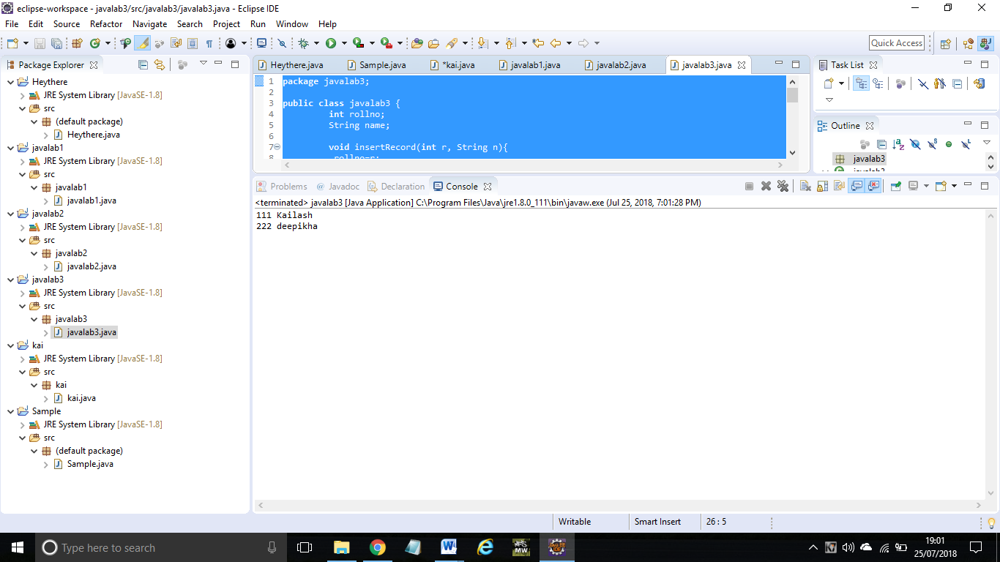 eclipse-workspace - javalab3/src/javalab3/javalab3.java - Eclipse IDE
File Edit Source Refactor Navigate Search Project Run Window Help
Quick Access
Package Explorer
Heythere
JRE System Library [JavaSE-1.8]
src
(default package)
Heythere.java
javalab1
JRE System Library [JavaSE-1.8]
src
javalab1
javalab1.java
javalab2
JRE System Library [JavaSE-1.8]
src
javalab2
javalab2.java
javalab3
JRE System Library [JavaSE-1.8]
src
javalab3
javalab3.java
kai
JRE System Library [JavaSE-1.8]
src
kai
kai.java
Sample
JRE System Library [JavaSE-1.8]
src
(default package)
Sample.java
Heythere.java Sample.java *kai.java javalab1.java javalab2.java javalab3.java
1 package javalab3;
2
3 public class javalab3 {
4 int rollno;
5 String name;
6
7 void insertRecord(int r, String n){
8 rollno=r;
Task List
Outline
javalab3
javalab3
Problems Javadoc Declaration Console
<terminated> javalab3 [Java Application] C:\Program Files\Java\jre1.8.0_111\bin\javaw.exe (Jul 25, 2018, 7:01:28 PM)
111 Kailash
222 deepikha
Writable Smart Insert 26 : 5
Type here to search
19:01
25/07/2018